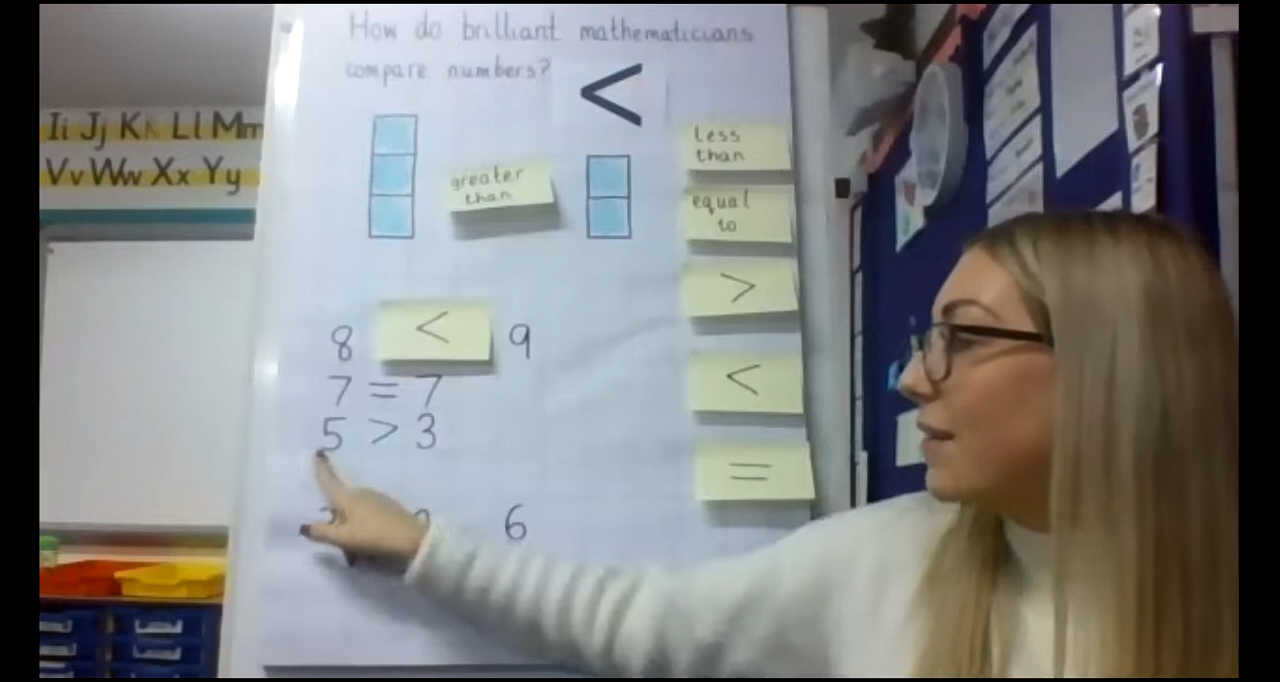 How do brilliant mathematicians
compare numbers?
<
less
than
greater
than
equal
to
>
8 < 9
7 = 7
<
5 > 3
=
6
Ii Jj Kk Ll Mm
Vv Ww Xx Yy